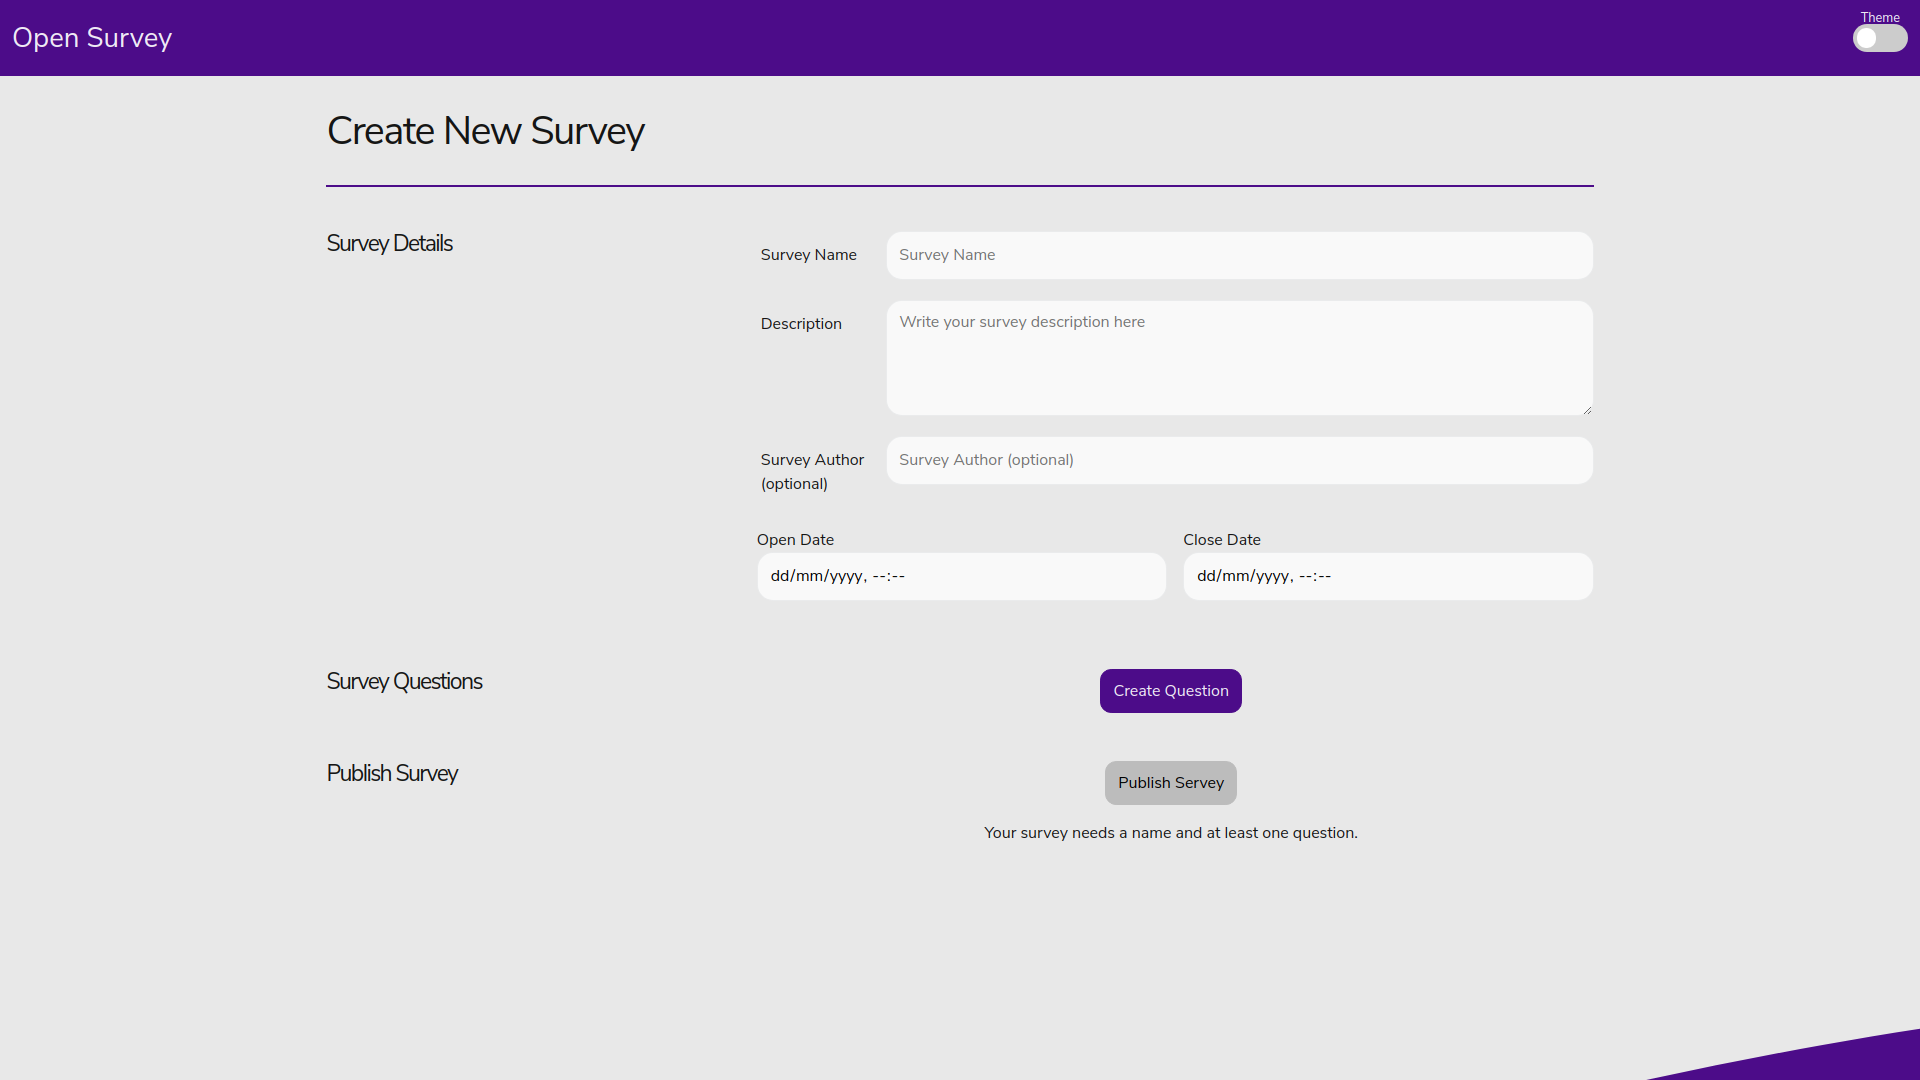 Open Survey
Theme
Create New Survey
Survey Details
Survey Name
Survey Name
Description
Write your survey description here
Survey Author
(optional)
Survey Author (optional)
Open Date
Close Date
dd/mm/yyyy, --:--
dd/mm/yyyy, --:--
Survey Questions
Create Question
Publish Survey
Publish Servey
Your survey needs a name and at least one question.